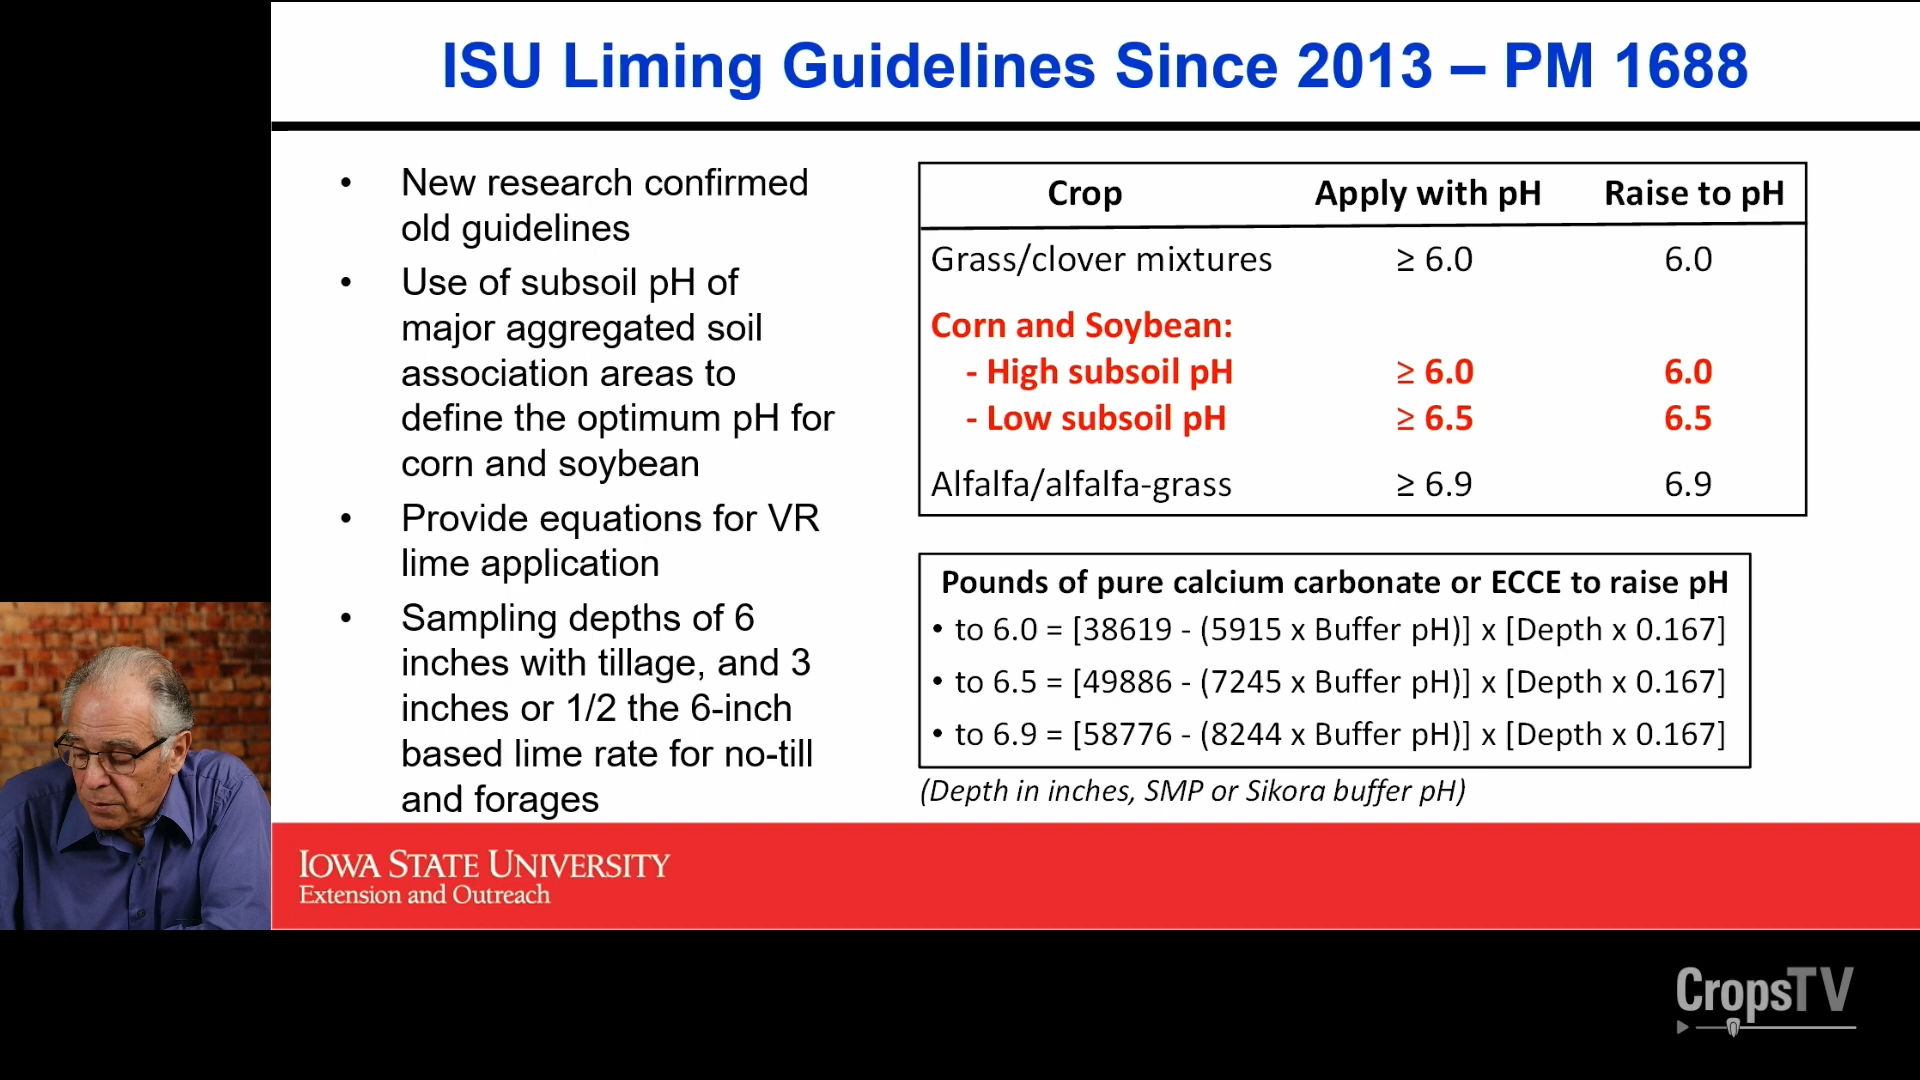 ISU Liming Guidelines Since 2013 – PM 1688
• New research confirmed
old guidelines
• Use of subsoil pH of
major aggregated soil
association areas to
define the optimum pH for
corn and soybean
• Provide equations for VR
lime application
• Sampling depths of 6
inches with tillage, and 3
inches or 1/2 the 6-inch
based lime rate for no-till
and forages
Crop Apply with pH Raise to pH
Grass/clover mixtures ≥ 6.0 6.0
Corn and Soybean:
- High subsoil pH ≥ 6.0 6.0
- Low subsoil pH ≥ 6.5 6.5
Alfalfa/alfalfa-grass ≥ 6.9 6.9
Pounds of pure calcium carbonate or ECCE to raise pH
• to 6.0 = [38619 - (5915 x Buffer pH)] x [Depth x 0.167]
• to 6.5 = [49886 - (7245 x Buffer pH)] x [Depth x 0.167]
• to 6.9 = [58776 - (8244 x Buffer pH)] x [Depth x 0.167]
(Depth in inches, SMP or Sikora buffer pH)
IOWA STATE UNIVERSITY
Extension and Outreach
CropsTV